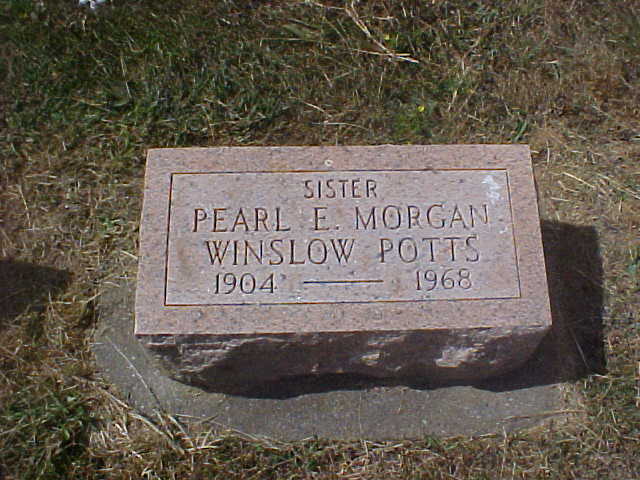 SISTER
PEARL E. MORGAN
WINSLOW POTTS
1904 — 1968